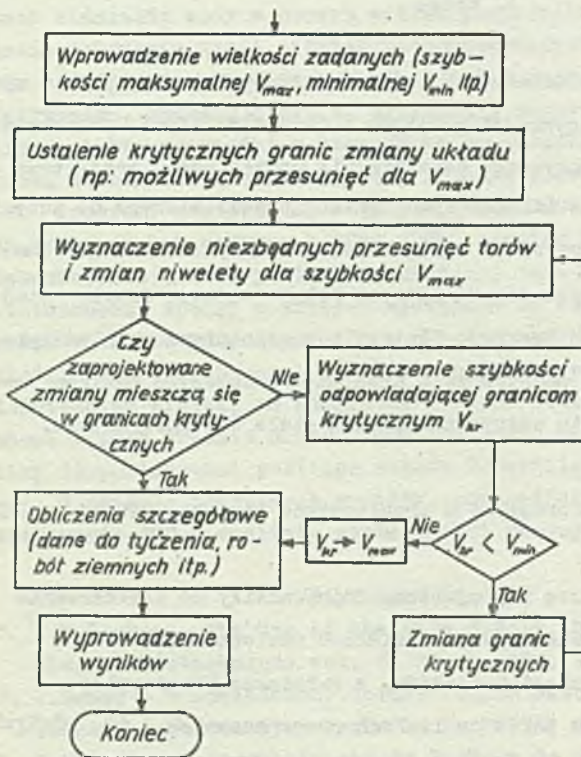 Wprowadzenie wielkości zadanych (szyb-
kości maksymalnej Vmax, minimalnej Vmin itp.
Ustalenie krytycznych granic zmiany układu
(np: możliwych przesunięć dla Vmax)
Wyznaczenie niezbędnych przesunięć torów
i zmian niwelety dla szybkości Vmax
Czy
zaprojektowane
zmiany mieszczą się
w granicach kryty-
cznych
Nie
Wyznaczenie szybkości
odpowiadającej granicom
krytycznym Vkr
Tak
Obliczenia szczegółowe
(dane do tyczenia, ro-
bót ziemnych itp.)
Vkr → Vmax
Nie
Vkr < Vmin
Tak
Wyprowadzenie
wyników
Zmiana granic
krytycznych
Koniec